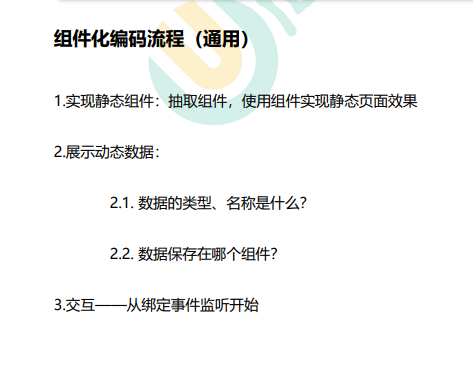 组件化编码流程（通用）
1.实现静态组件：抽取组件，使用组件实现静态页面效果
2.展示动态数据：
2.1. 数据的类型、名称是什么？
2.2. 数据保存在哪个组件？
3.交互——从绑定事件监听开始